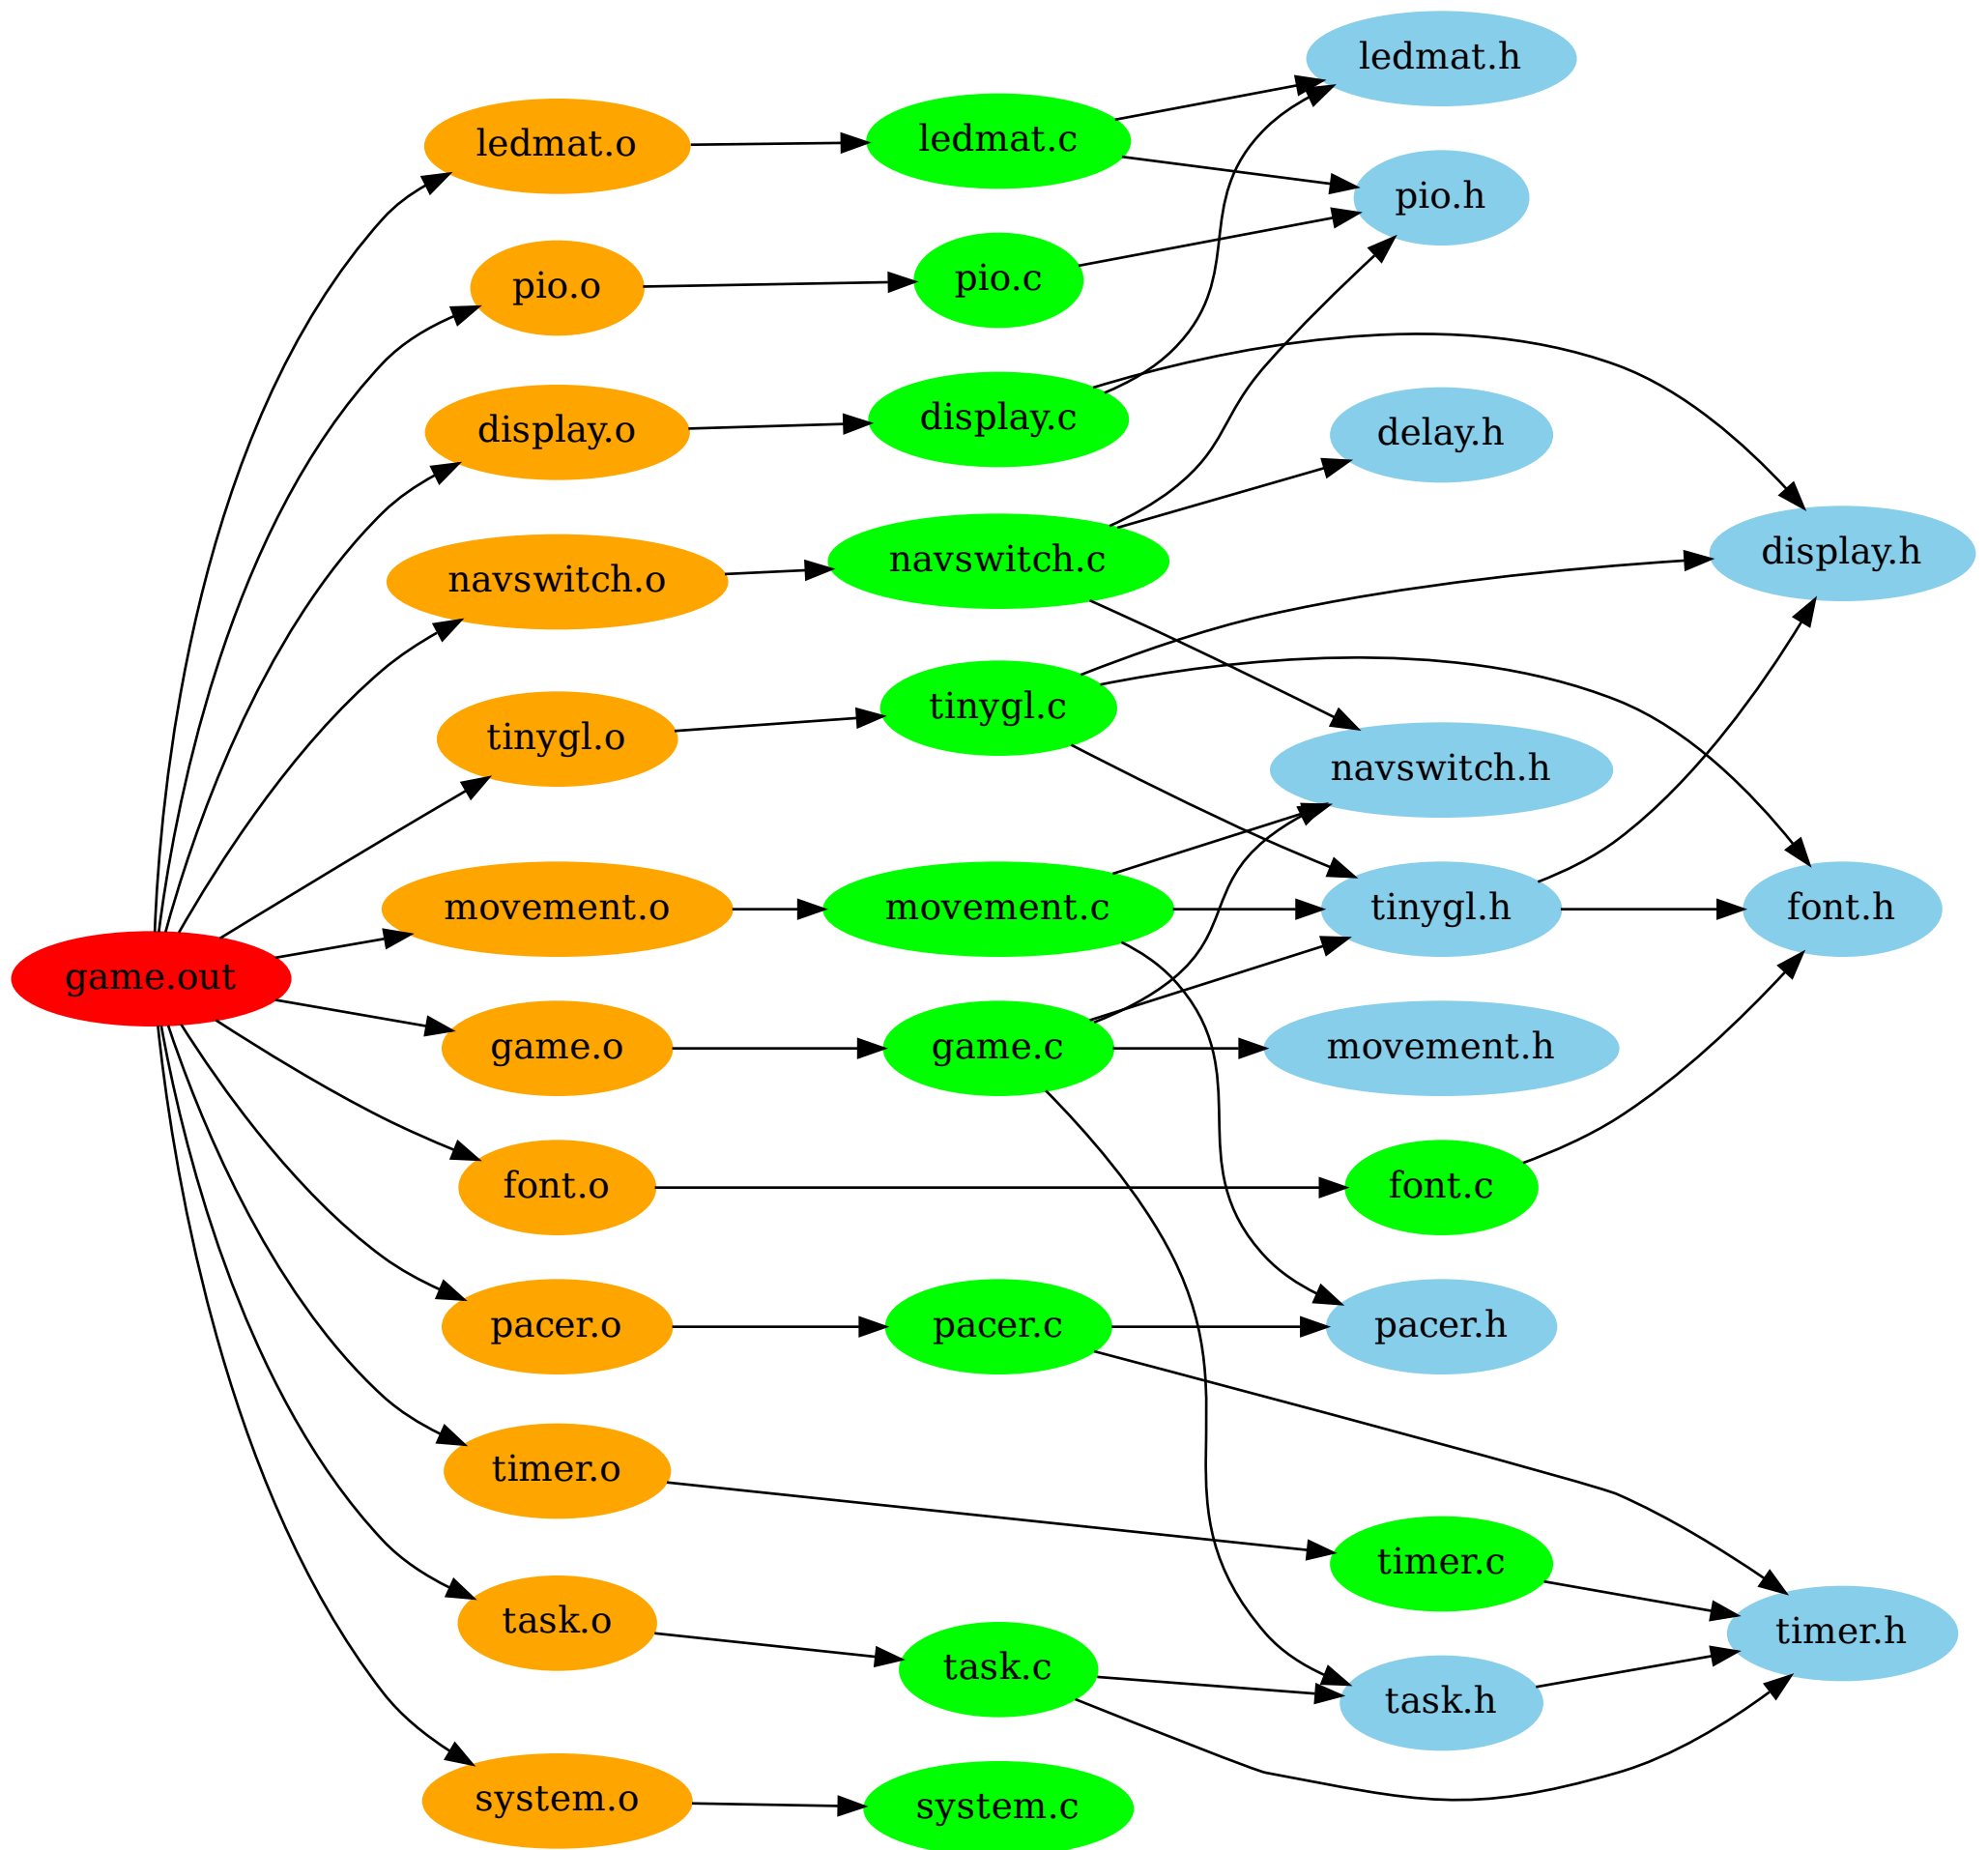 game.out
ledmat.o
pio.o
display.o
navswitch.o
tinygl.o
movement.o
game.o
font.o
pacer.o
timer.o
task.o
system.o
ledmat.c
pio.c
display.c
navswitch.c
tinygl.c
movement.c
game.c
pacer.c
task.c
system.c
ledmat.h
pio.h
delay.h
navswitch.h
tinygl.h
movement.h
font.c
pacer.h
timer.c
task.h
display.h
font.h
timer.h